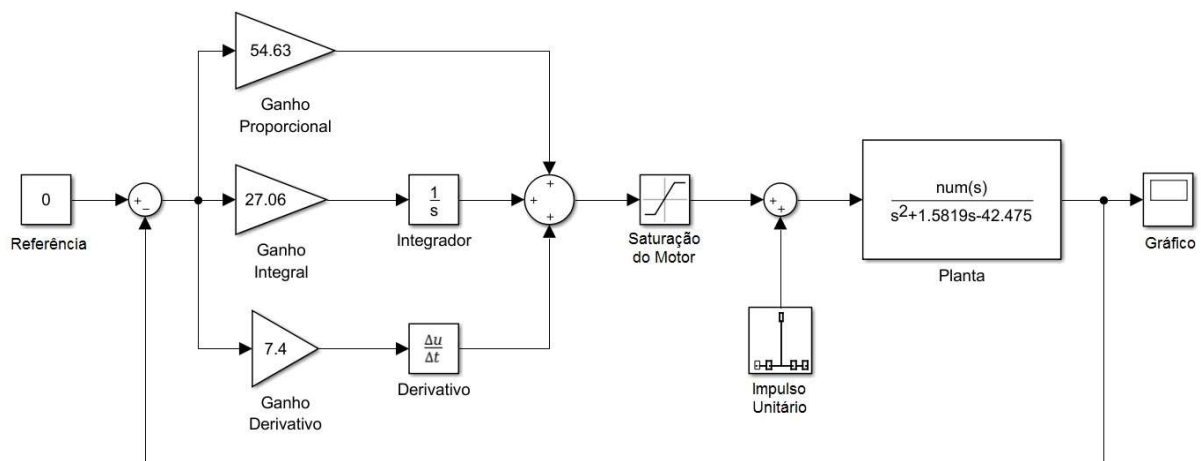 54.63
Ganho
Proporcional
0
Referência
+
−
27.06
Ganho
Integral
1
s
Integrador
+
+
+
Saturação
do Motor
+
+
num(s)
s²+1.5819s-42.475
Planta
Gráfico
7.4
Ganho
Derivativo
Δu
Δt
Derivativo
Impulso
Unitário